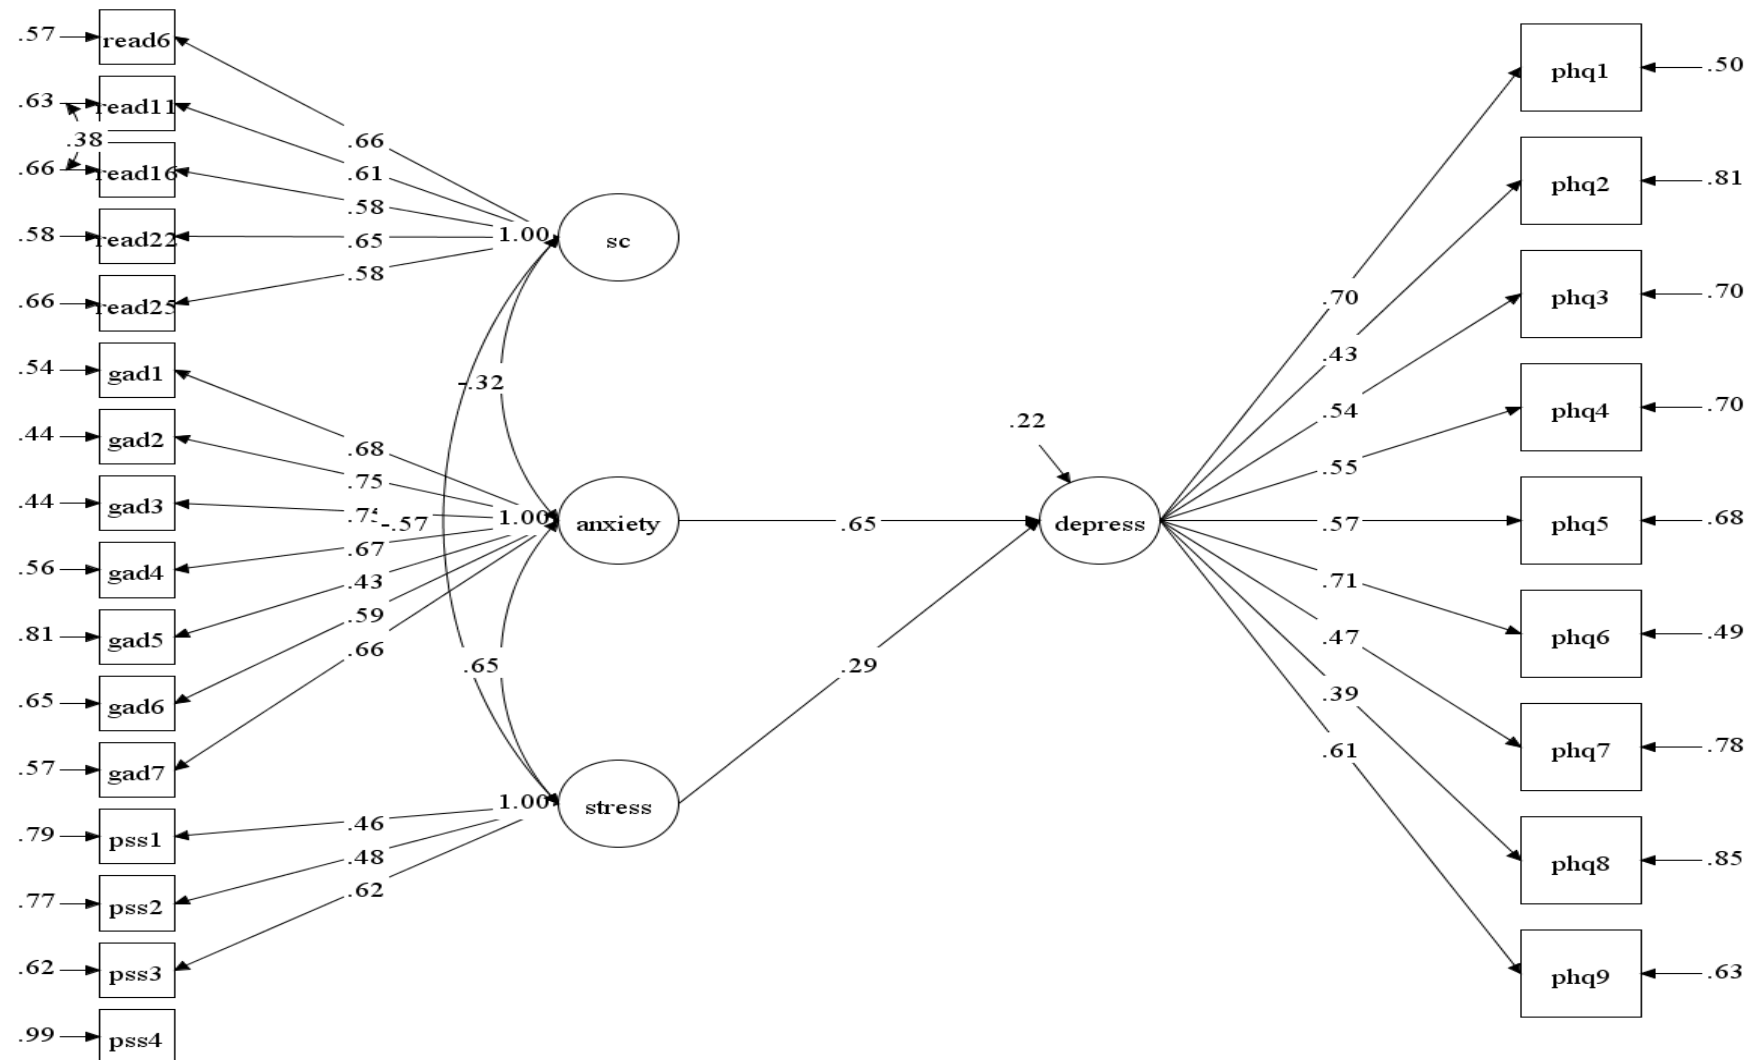 .57 read6
.63 read11
.38
.66 read16
.58 read22
.66 read25
.54 gad1
.44 gad2
.44 gad3
.56 gad4
.81 gad5
.65 gad6
.57 gad7
.79 pss1
.77 pss2
.62 pss3
.99 pss4
.66
.61
.58
.65
.58
1.00 sc
-.32
.68
.75
-.57
.67
.43
.59
.66
1.00 anxiety
.65
.46
.48
.62
1.00 stress
.65
.29
.22
depress
.70
.43
.54
.55
.57
.71
.47
.39
.61
phq1 .50
phq2 .81
phq3 .70
phq4 .70
phq5 .68
phq6 .49
phq7 .78
phq8 .85
phq9 .63